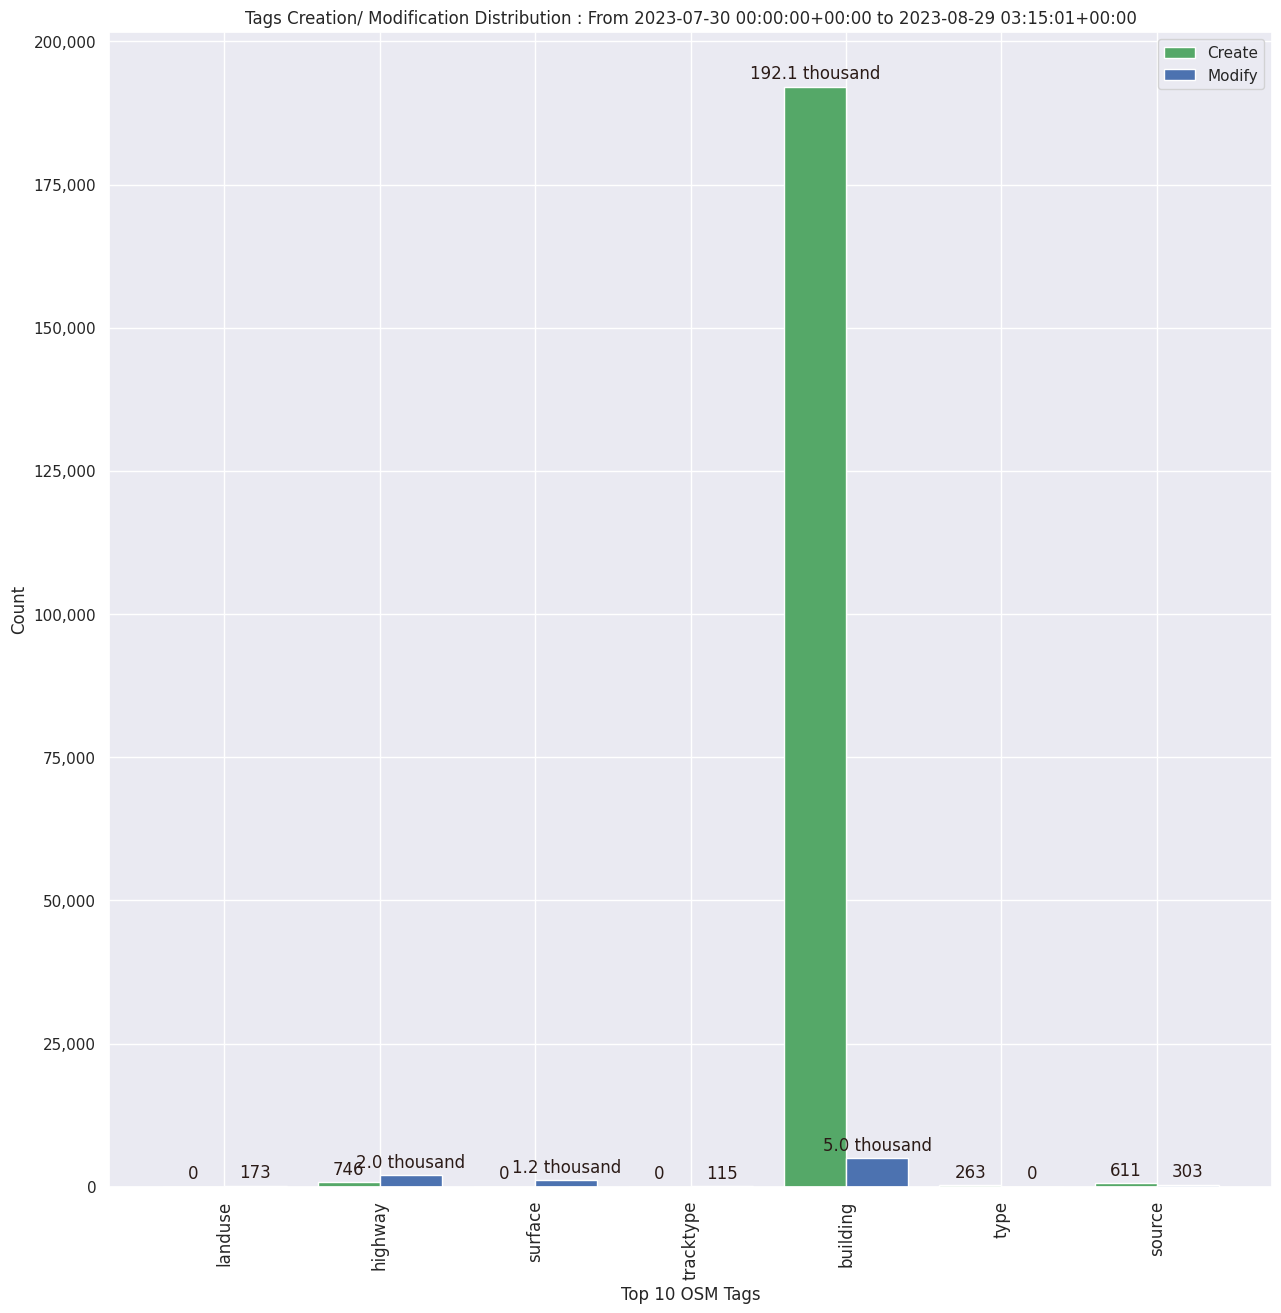 Tags Creation/ Modification Distribution : From 2023-07-30 00:00:00+00:00 to 2023-08-29 03:15:01+00:00
Create
Modify
Count
200,000
175,000
150,000
125,000
100,000
75,000
50,000
25,000
0
0
173
746
2.0 thousand
0
1.2 thousand
0
115
192.1 thousand
5.0 thousand
263
0
611
303
landuse
highway
surface
tracktype
building
type
source
Top 10 OSM Tags